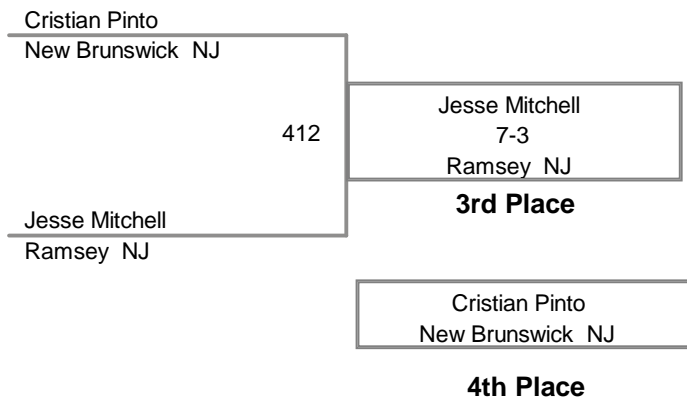 Cristian Pinto
New Brunswick NJ
412
Jesse Mitchell
7-3
Ramsey NJ
3rd Place
Jesse Mitchell
Ramsey NJ
Cristian Pinto
New Brunswick NJ
4th Place